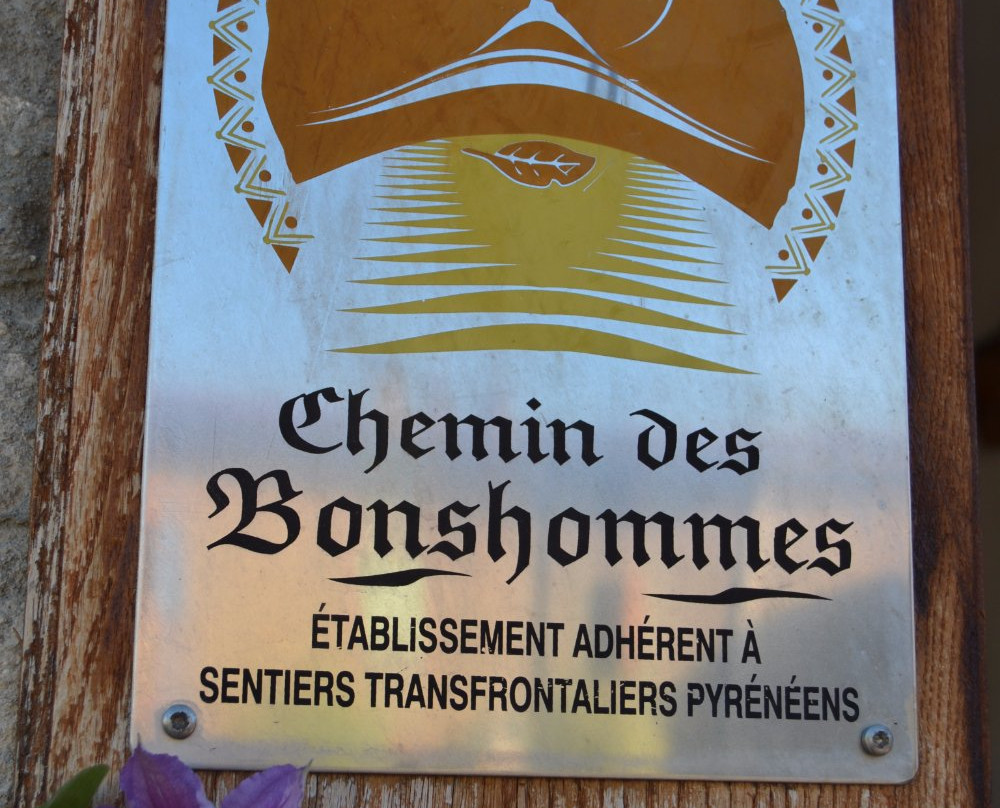 Chemin des
Bonshommes
ÉTABLISSEMENT ADHÉRENT À
SENTIERS TRANSFRONTALIERS PYRÉNÉENS